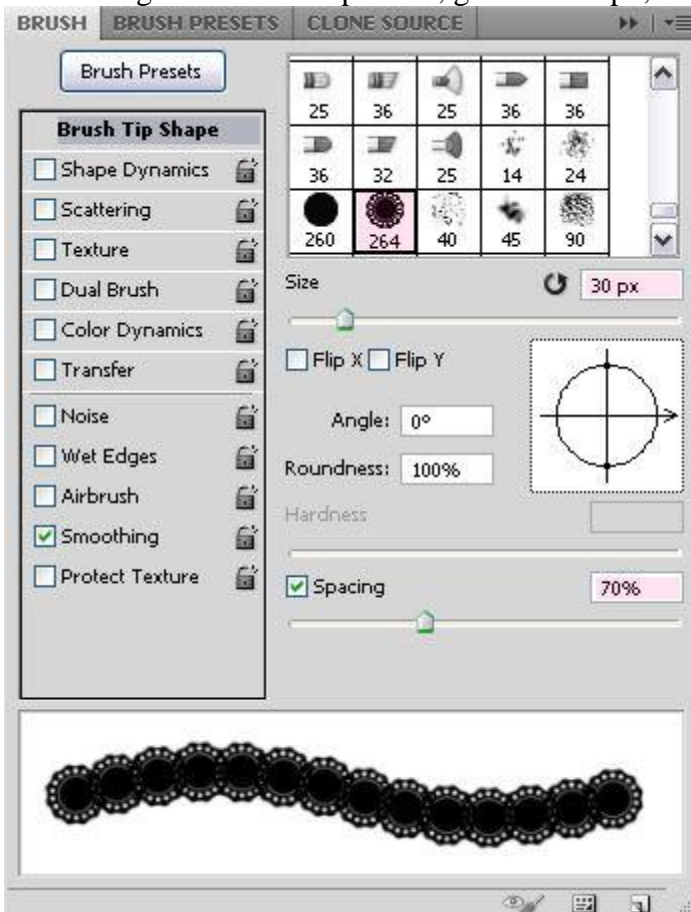 BRUSH BRUSH PRESETS CLONE SOURCE
Brush Presets
Brush Tip Shape
Shape Dynamics
Scattering
Texture
Dual Brush
Color Dynamics
Transfer
Noise
Wet Edges
Airbrush
Smoothing
Protect Texture
25 36 25 36 36
36 32 25 14 24
260 264 40 45 90
Size 30 px
Flip X Flip Y
Angle: 0º
Roundness: 100%
Hardness
Spacing 70%